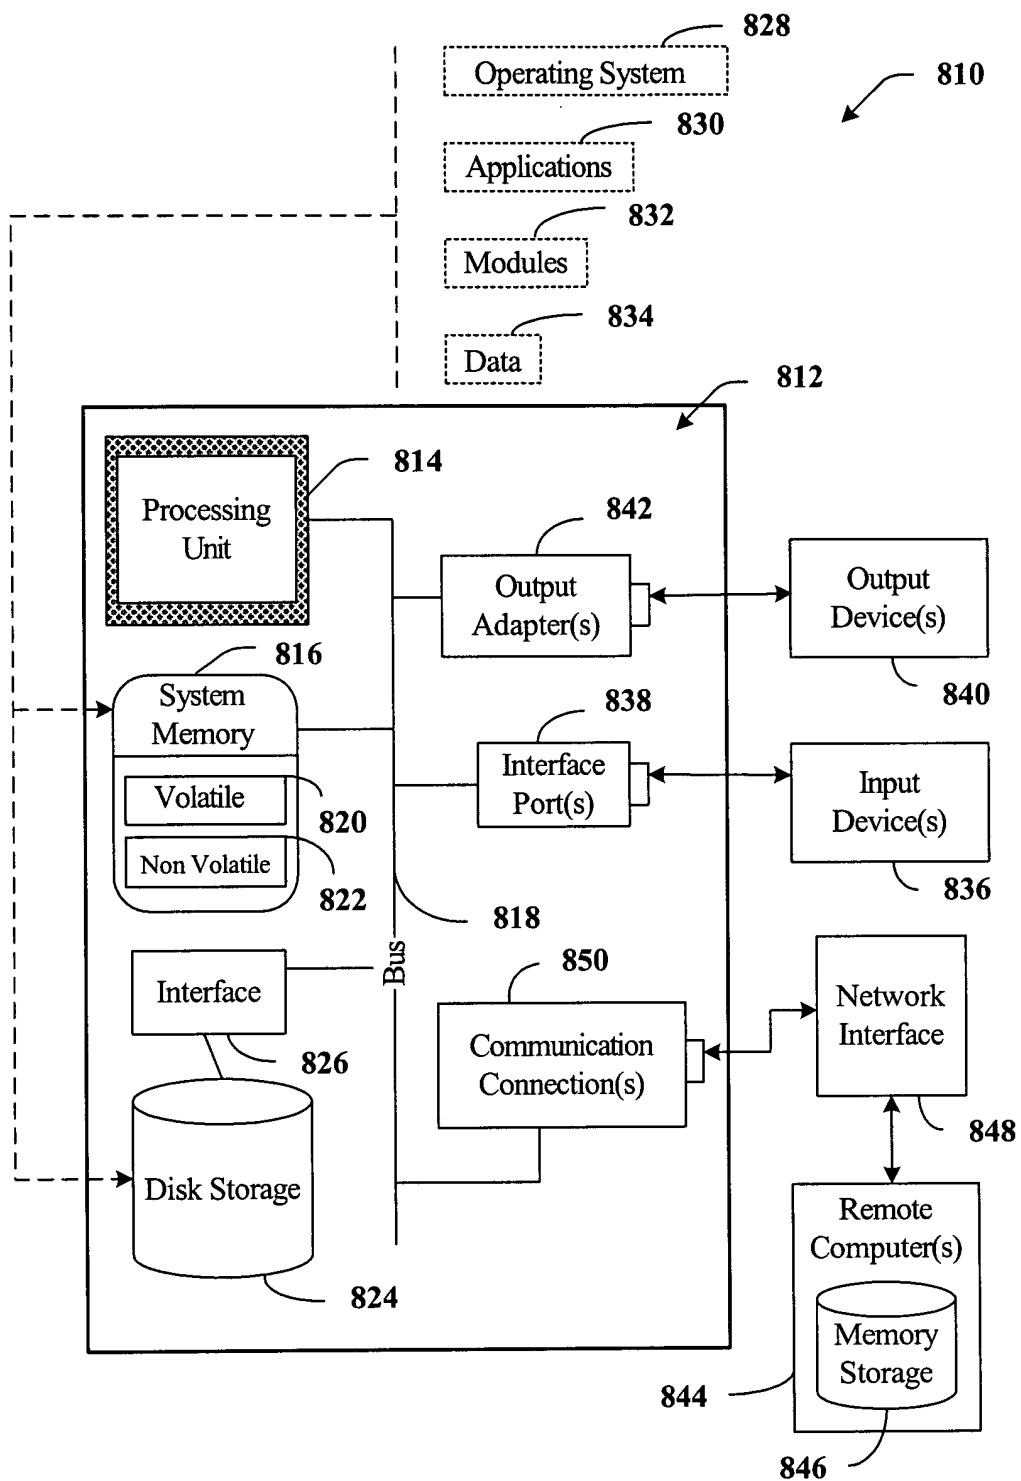 828
Operating System
810
830
Applications
832
Modules
834
Data
812
814
Processing
Unit
842
Output
Adapter(s)
Output
Device(s)
840
816
System
Memory
838
Interface
Port(s)
Input
Device(s)
836
Volatile
820
Non Volatile
822
818
Bus
850
Interface
826
Communication
Connection(s)
Network
Interface
848
Disk Storage
824
Remote
Computer(s)
Memory
Storage
844
846